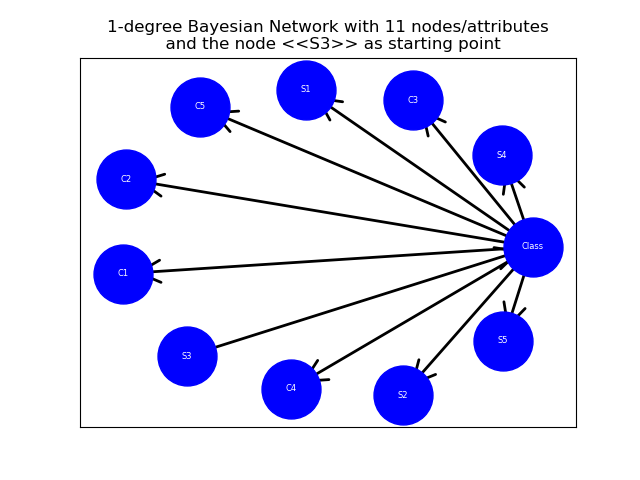 1-degree Bayesian Network with 11 nodes/attributes
and the node <<S3>> as starting point
S1
C3
C5
S4
C2
Class
C1
S5
S3
C4
S2